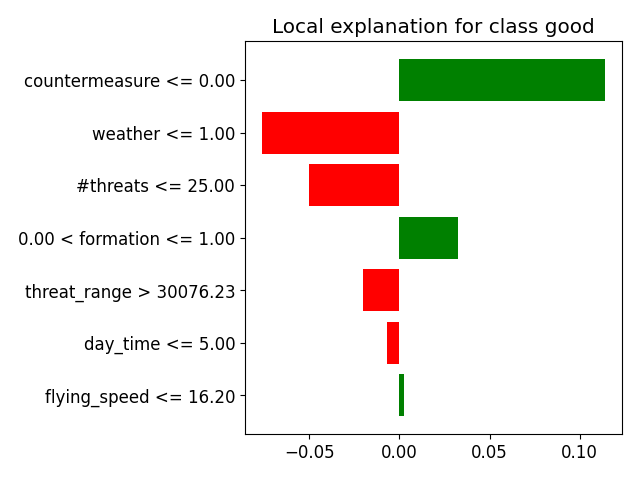 Local explanation for class good
countermeasure <= 0.00
weather <= 1.00
#threats <= 25.00
0.00 < formation <= 1.00
threat_range > 30076.23
day_time <= 5.00
flying_speed <= 16.20
−0.05 0.00 0.05 0.10